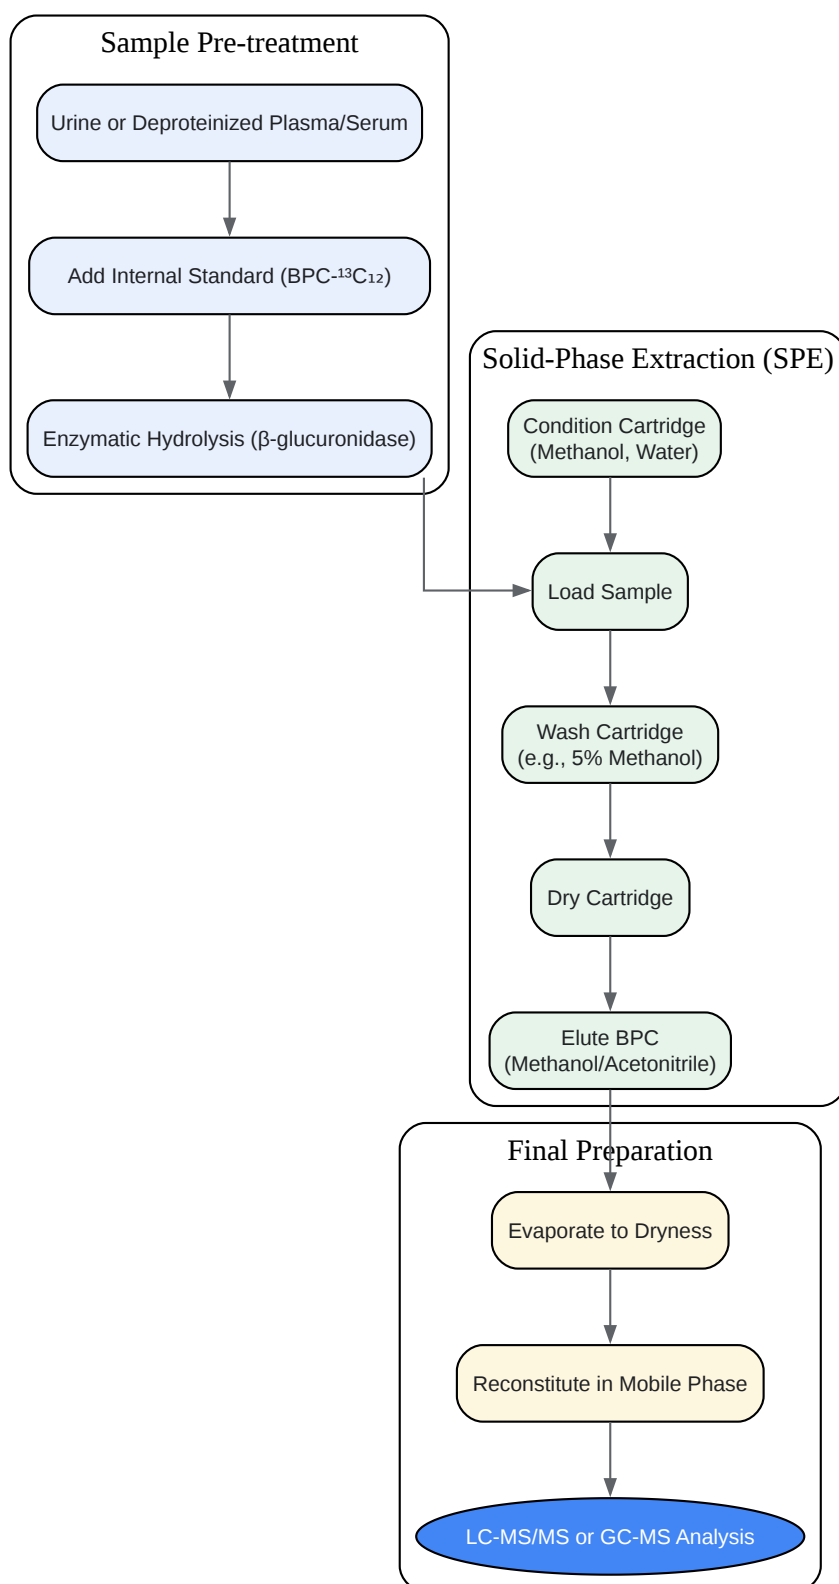 Sample Pre-treatment
Urine or Deproteinized Plasma/Serum
Add Internal Standard (BPC-¹³C₁₂)
Enzymatic Hydrolysis (β-glucuronidase)
Solid-Phase Extraction (SPE)
Condition Cartridge
(Methanol, Water)
Load Sample
Wash Cartridge
(e.g., 5% Methanol)
Dry Cartridge
Elute BPC
(Methanol/Acetonitrile)
Final Preparation
Evaporate to Dryness
Reconstitute in Mobile Phase
LC-MS/MS or GC-MS Analysis